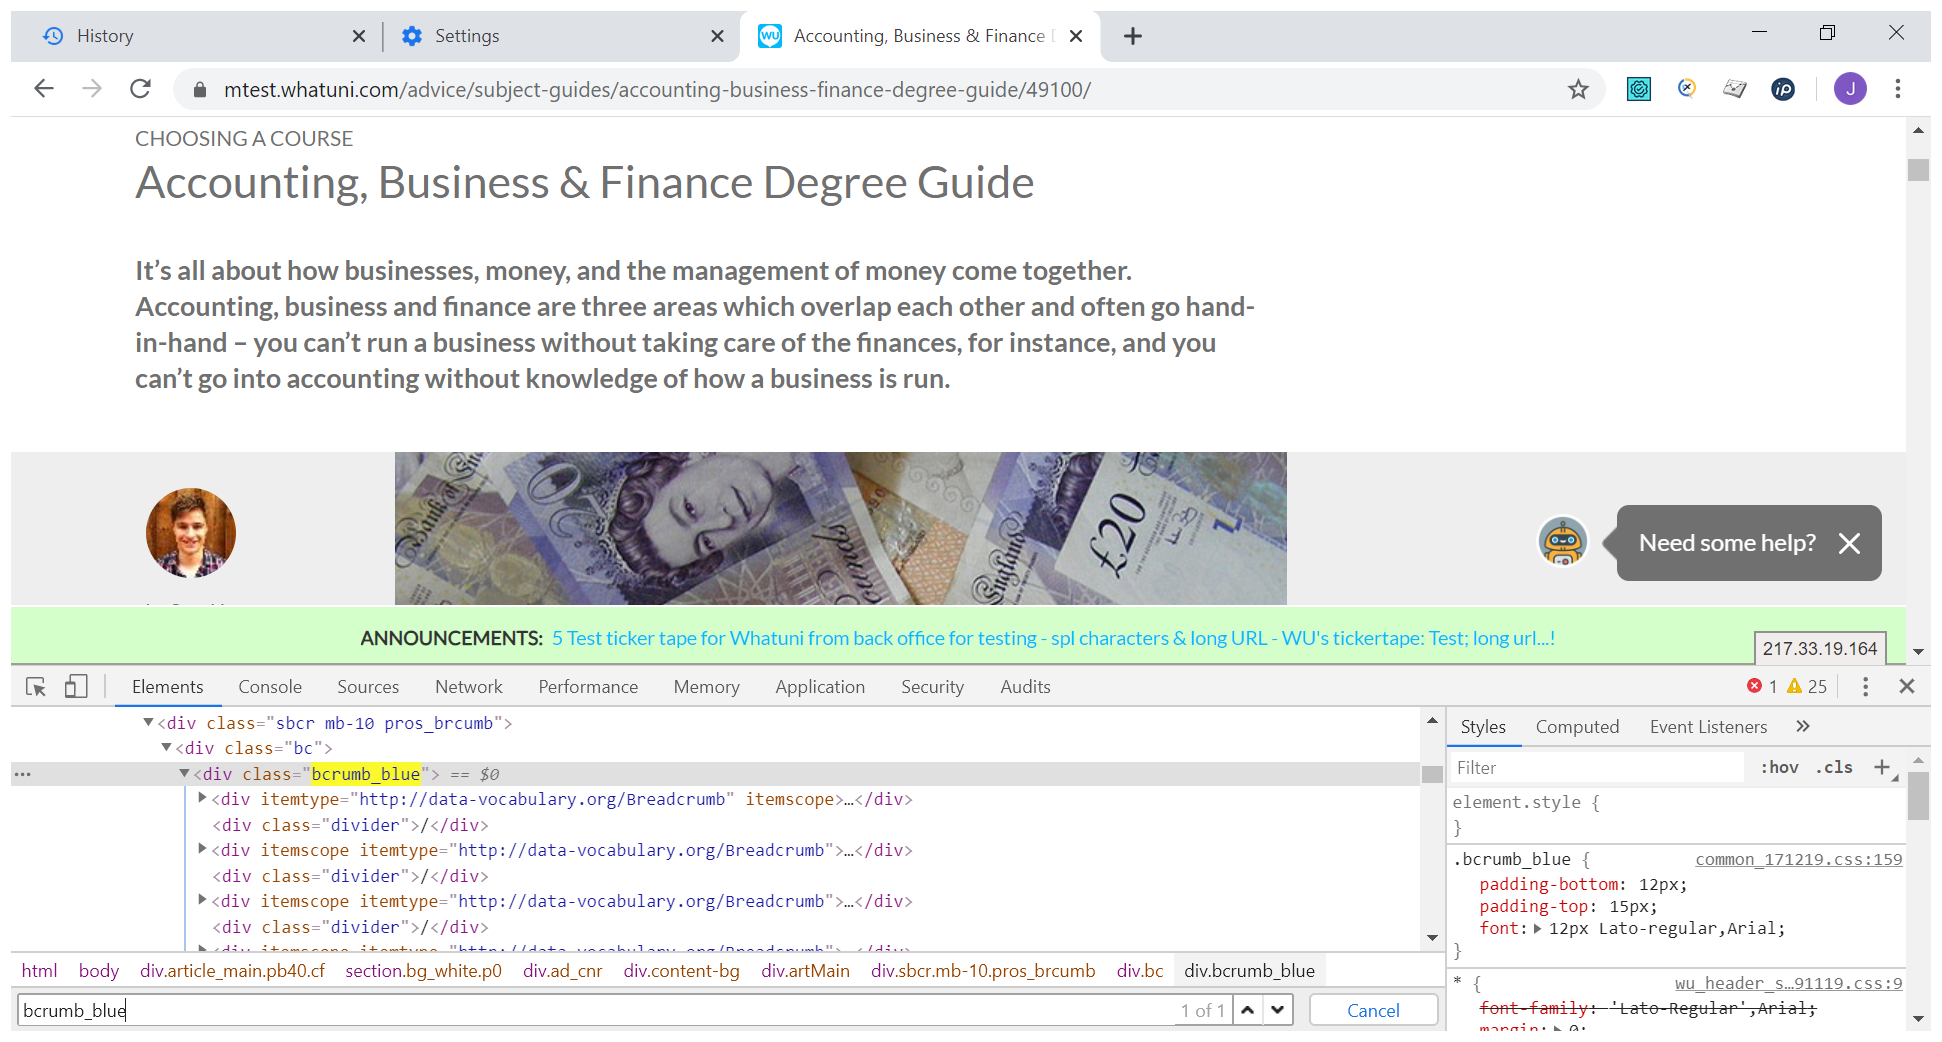 History
Settings
WU
Accounting, Business & Finance D
mtest.whatuni.com/advice/subject-guides/accounting-business-finance-degree-guide/49100/
ip
J
CHOOSING A COURSE
Accounting, Business & Finance Degree Guide
It’s all about how businesses, money, and the management of money come together.
Accounting, business and finance are three areas which overlap each other and often go hand-
in-hand – you can’t run a business without taking care of the finances, for instance, and you
can’t go into accounting without knowledge of how a business is run.
£20
Need some help?
ANNOUNCEMENTS: 5 Test ticker tape for Whatuni from back office for testing - spl characters & long URL - WU's tickertape: Test; long url...!
217.33.19.164
Elements Console Sources Network Performance Memory Application Security Audits
1 25
▼<div class="sbcr mb-10 pros_brcumb">
▼<div class="bc">
▼<div class="bcrumb_blue"> == $0
▶<div itemtype="http://data-vocabulary.org/Breadcrumb" itemscope>…</div>
<div class="divider">/</div>
▶<div itemscope itemtype="http://data-vocabulary.org/Breadcrumb">…</div>
<div class="divider">/</div>
▶<div itemscope itemtype="http://data-vocabulary.org/Breadcrumb">…</div>
<div class="divider">/</div>
▶<div itemscope itemtype="http://data-vocabulary.org/Breadcrumb">…</div>
html body div.article_main.pb40.cf section.bg_white.p0 div.ad_cnr div.content-bg div.artMain div.sbcr.mb-10.pros_brcumb div.bc div.bcrumb_blue
bcrumb_blue
1 of 1
Cancel
Styles Computed Event Listeners »
Filter
:hov .cls +
element.style {
}
.bcrumb_blue { common_171219.css:159
padding-bottom: 12px;
padding-top: 15px;
font:▶12px Lato-regular,Arial;
}
* { wu_header_s…91119.css:9
font-family: 'Lato-Regular',Arial;
margin:▶0;